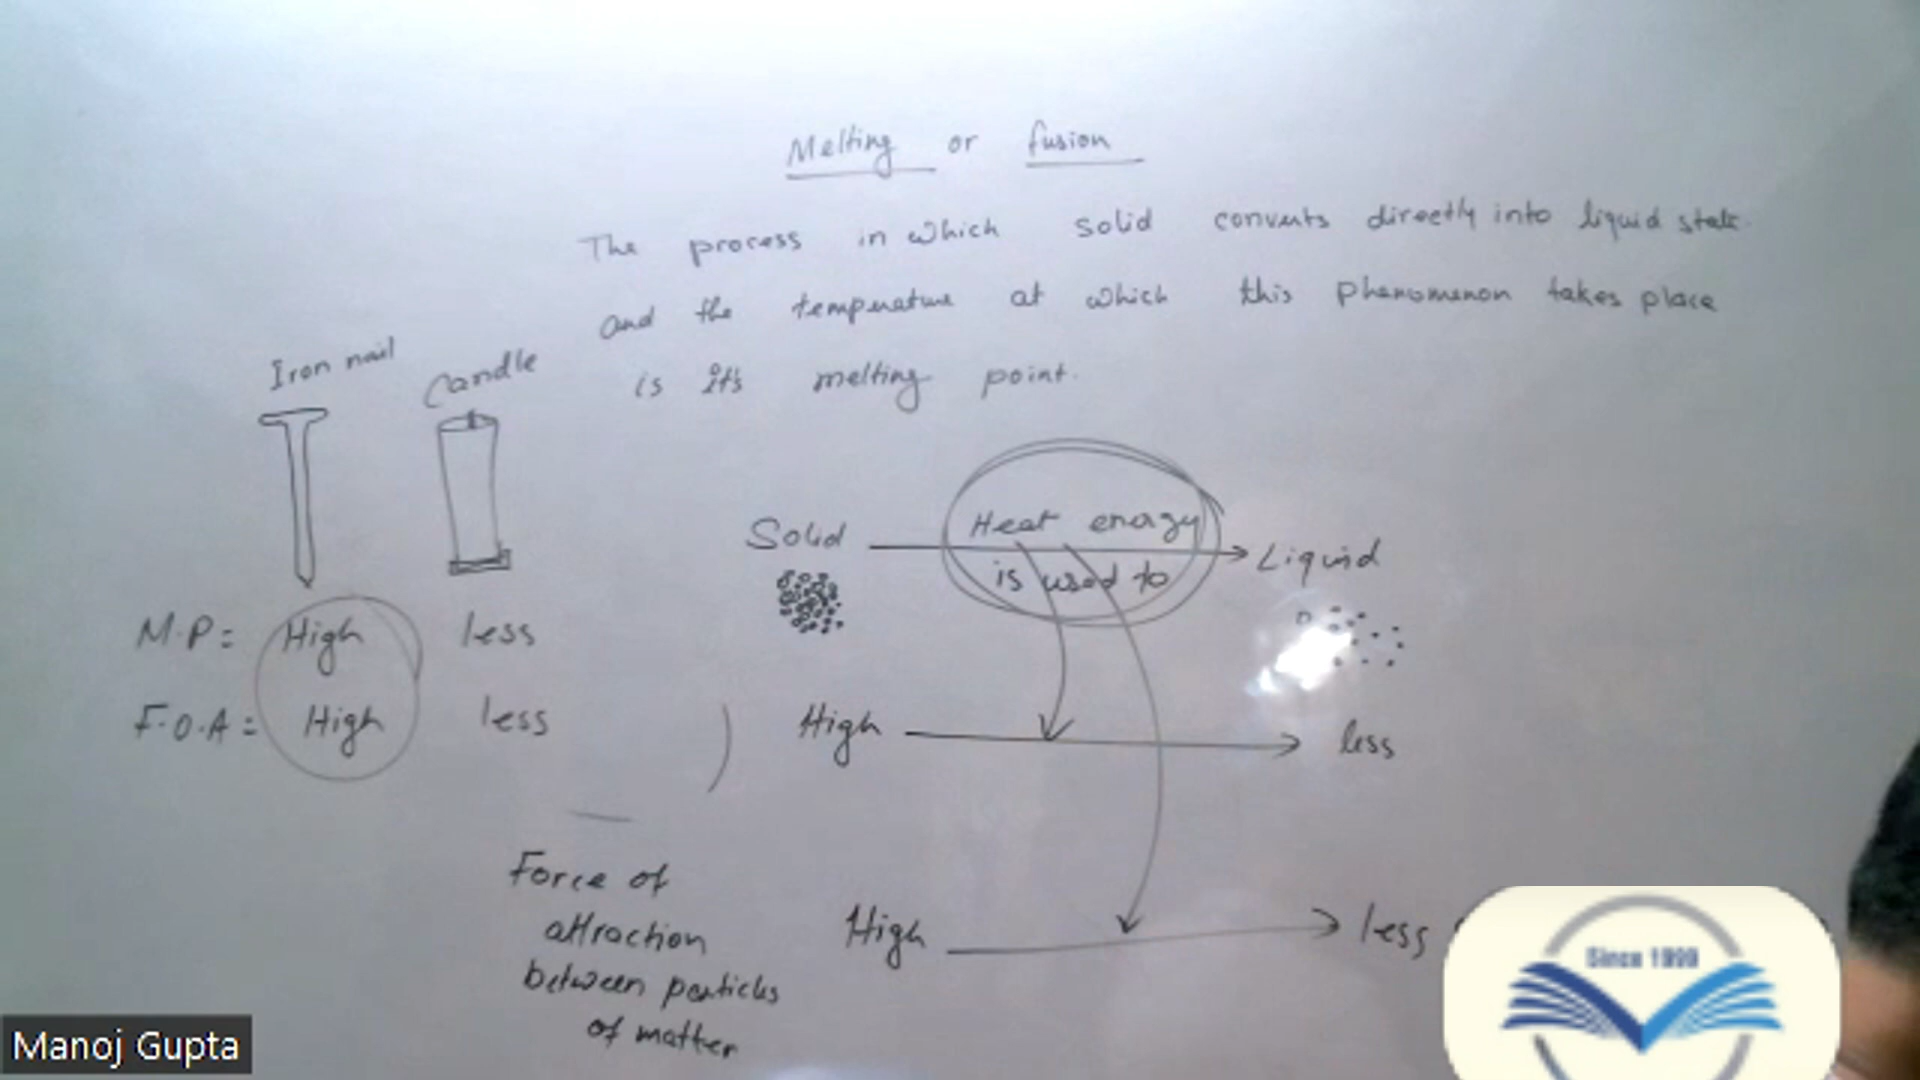 Melting or fusion
The process in which solid converts directly into liquid state.
and the temperature at which this phenomenon takes place
is it's melting point.
Iron nail Candle
Solid Heat energy Liquid
is used to
M.P = High less
F.O.A = High less
High less
Force of
attraction
between particles
of matter
High less
Since 1999
Manoj Gupta